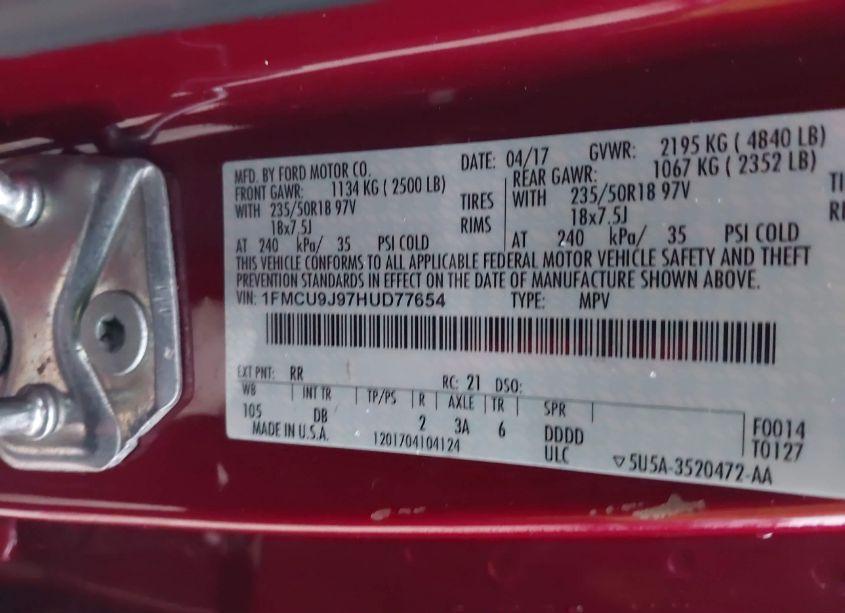 MFD. BY FORD MOTOR CO. DATE: 04/17 GVWR: 2195 KG ( 4840 LB)
FRONT GAWR: 1134 KG ( 2500 LB) REAR GAWR: 1067 KG ( 2352 LB)
WITH 235/50R18 97V TIRES WITH 235/50R18 97V
18x7.5J RIMS 18x7.5J
AT 240 kPa/ 35 PSI COLD AT 240 kPa/ 35 PSI COLD
THIS VEHICLE CONFORMS TO ALL APPLICABLE FEDERAL MOTOR VEHICLE SAFETY AND THEFT
PREVENTION STANDARDS IN EFFECT ON THE DATE OF MANUFACTURE SHOWN ABOVE.
VIN: 1FMCU9J97HUD77654 TYPE: MPV
EXT PNT: RR RC: 21 DSO:
WB INT TR TP/PS R AXLE TR SPR
105 DB 2 3A 6 DDDD F0014
MADE IN U.S.A. 1201704104124 ULC T0127
▽5U5A-3520472-AA